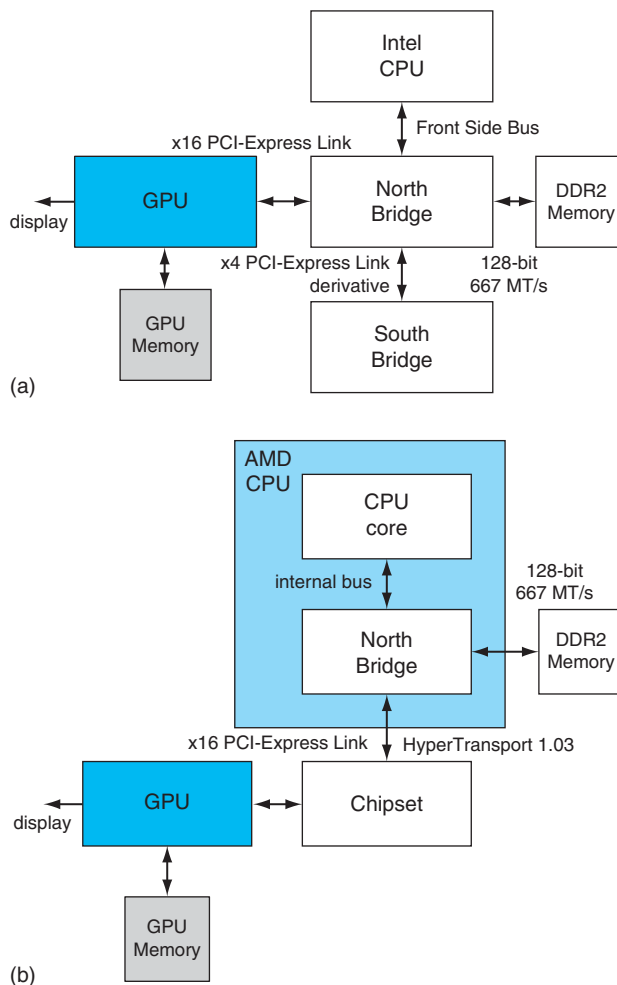 Intel
CPU
Front Side Bus
x16 PCI-Express Link
GPU
North
Bridge
DDR2
Memory
display
x4 PCI-Express Link
derivative
128-bit
667 MT/s
GPU
Memory
South
Bridge
(a)
AMD
CPU
CPU
core
internal bus
128-bit
667 MT/s
North
Bridge
DDR2
Memory
x16 PCI-Express Link
HyperTransport 1.03
GPU
Chipset
display
GPU
Memory
(b)